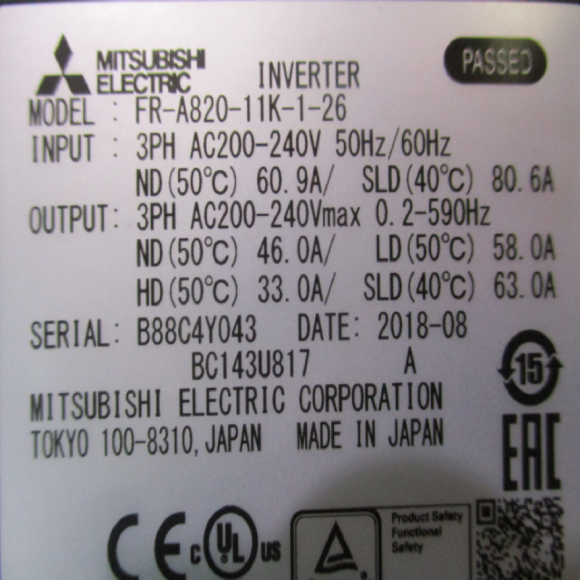 MITSUBISHI
ELECTRIC INVERTER PASSED
MODEL : FR-A820-11K-1-26
INPUT : 3PH AC200-240V 50Hz/60Hz
ND(50℃) 60.9A/ SLD(40℃) 80.6A
OUTPUT: 3PH AC200-240Vmax 0.2-590Hz
ND(50℃) 46.0A/ LD(50℃) 58.0A
HD(50℃) 33.0A/ SLD(40℃) 63.0A
SERIAL: B88C4Y043 DATE: 2018-08
BC143U817 A
MITSUBISHI ELECTRIC CORPORATION
TOKYO 100-8310, JAPAN MADE IN JAPAN
15
EAC
CE c UL US
Product Safety
Functional
Safety